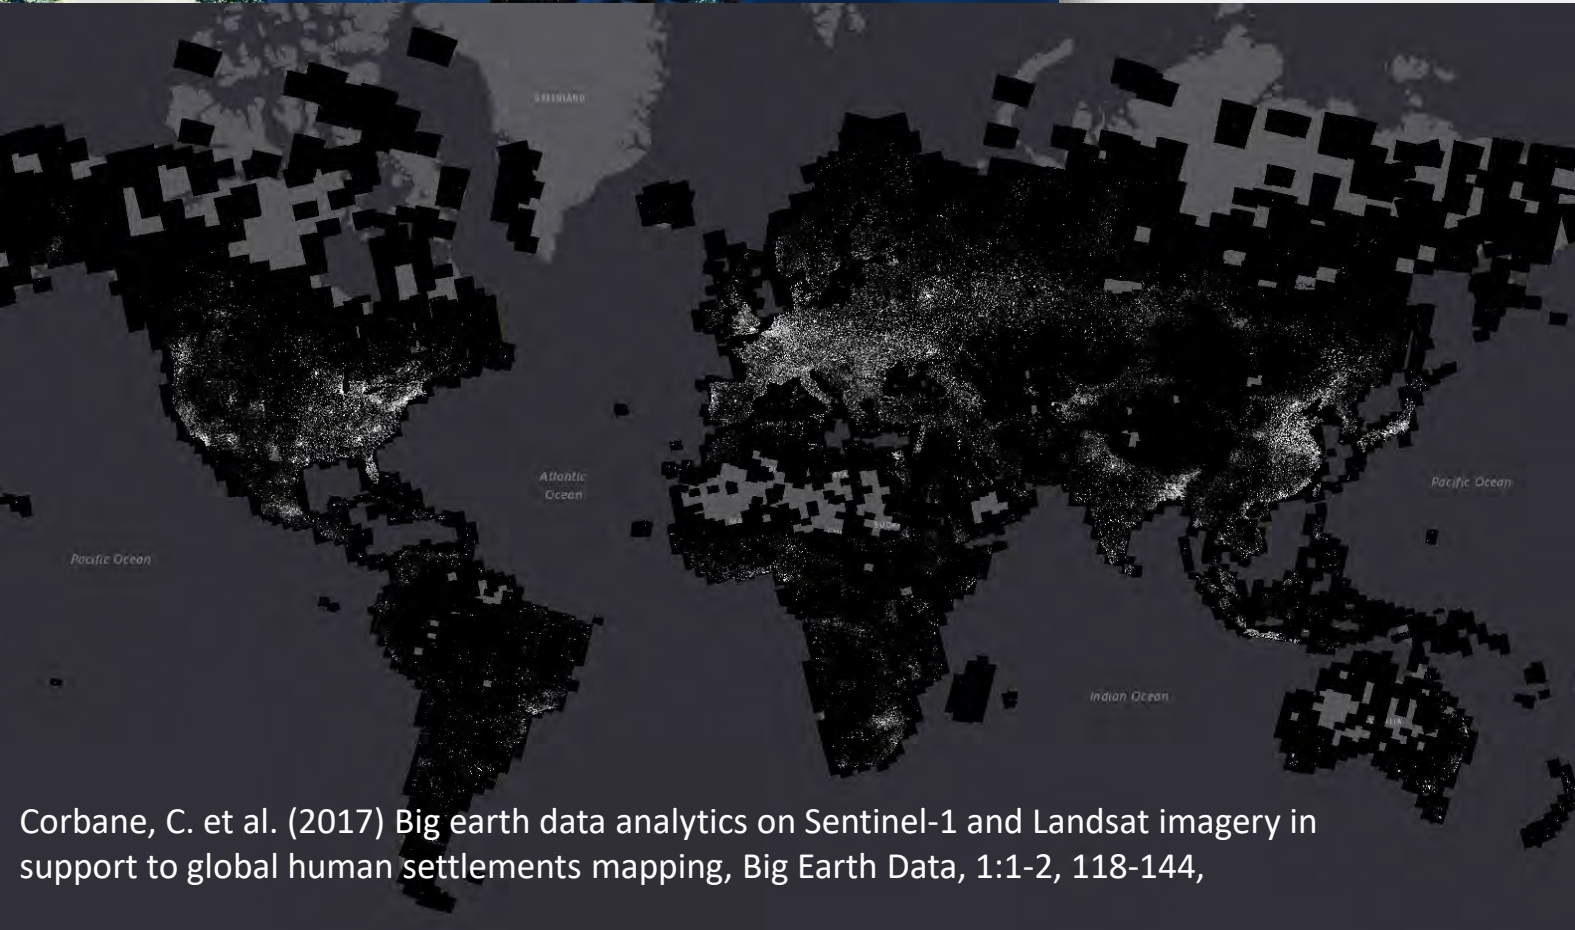 GREENLAND
Atlantic
Ocean
Pacific Ocean
Pacific Ocean
Indian Ocean
Corbane, C. et al. (2017) Big earth data analytics on Sentinel-1 and Landsat imagery in
support to global human settlements mapping, Big Earth Data, 1:1-2, 118-144,